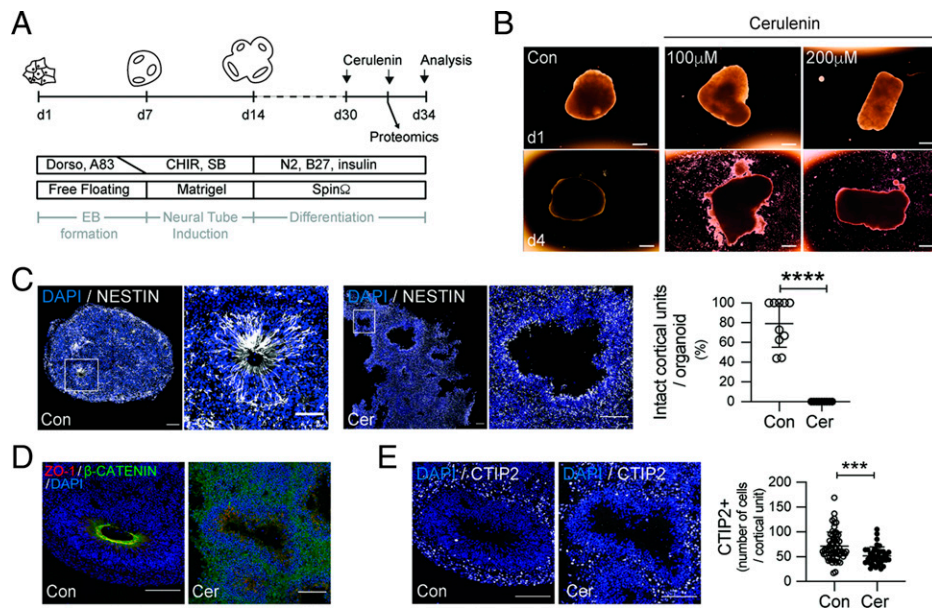 A
Cerulenin
Analysis
d1
d7
d14
d30
d34
Proteomics
Dorso, A83
CHIR, SB
N2, B27, insulin
Free Floating
Matrigel
SpinΩ
EB
formation
Neural Tube
Induction
Differentiation
B
Cerulenin
Con
100μM
200μM
d1
d4
C
DAPI / NESTIN
Con
DAPI / NESTIN
Cer
Intact cortical units
/ organoid
(%)
100
80
60
40
20
0
****
Con
Cer
D
ZO-1/β-CATENIN
/DAPI
Con
Cer
E
DAPI / CTIP2
Con
DAPI / CTIP2
Cer
CTIP2+
(number of cells
/ cortical unit)
200
150
100
50
0
***
Con
Cer